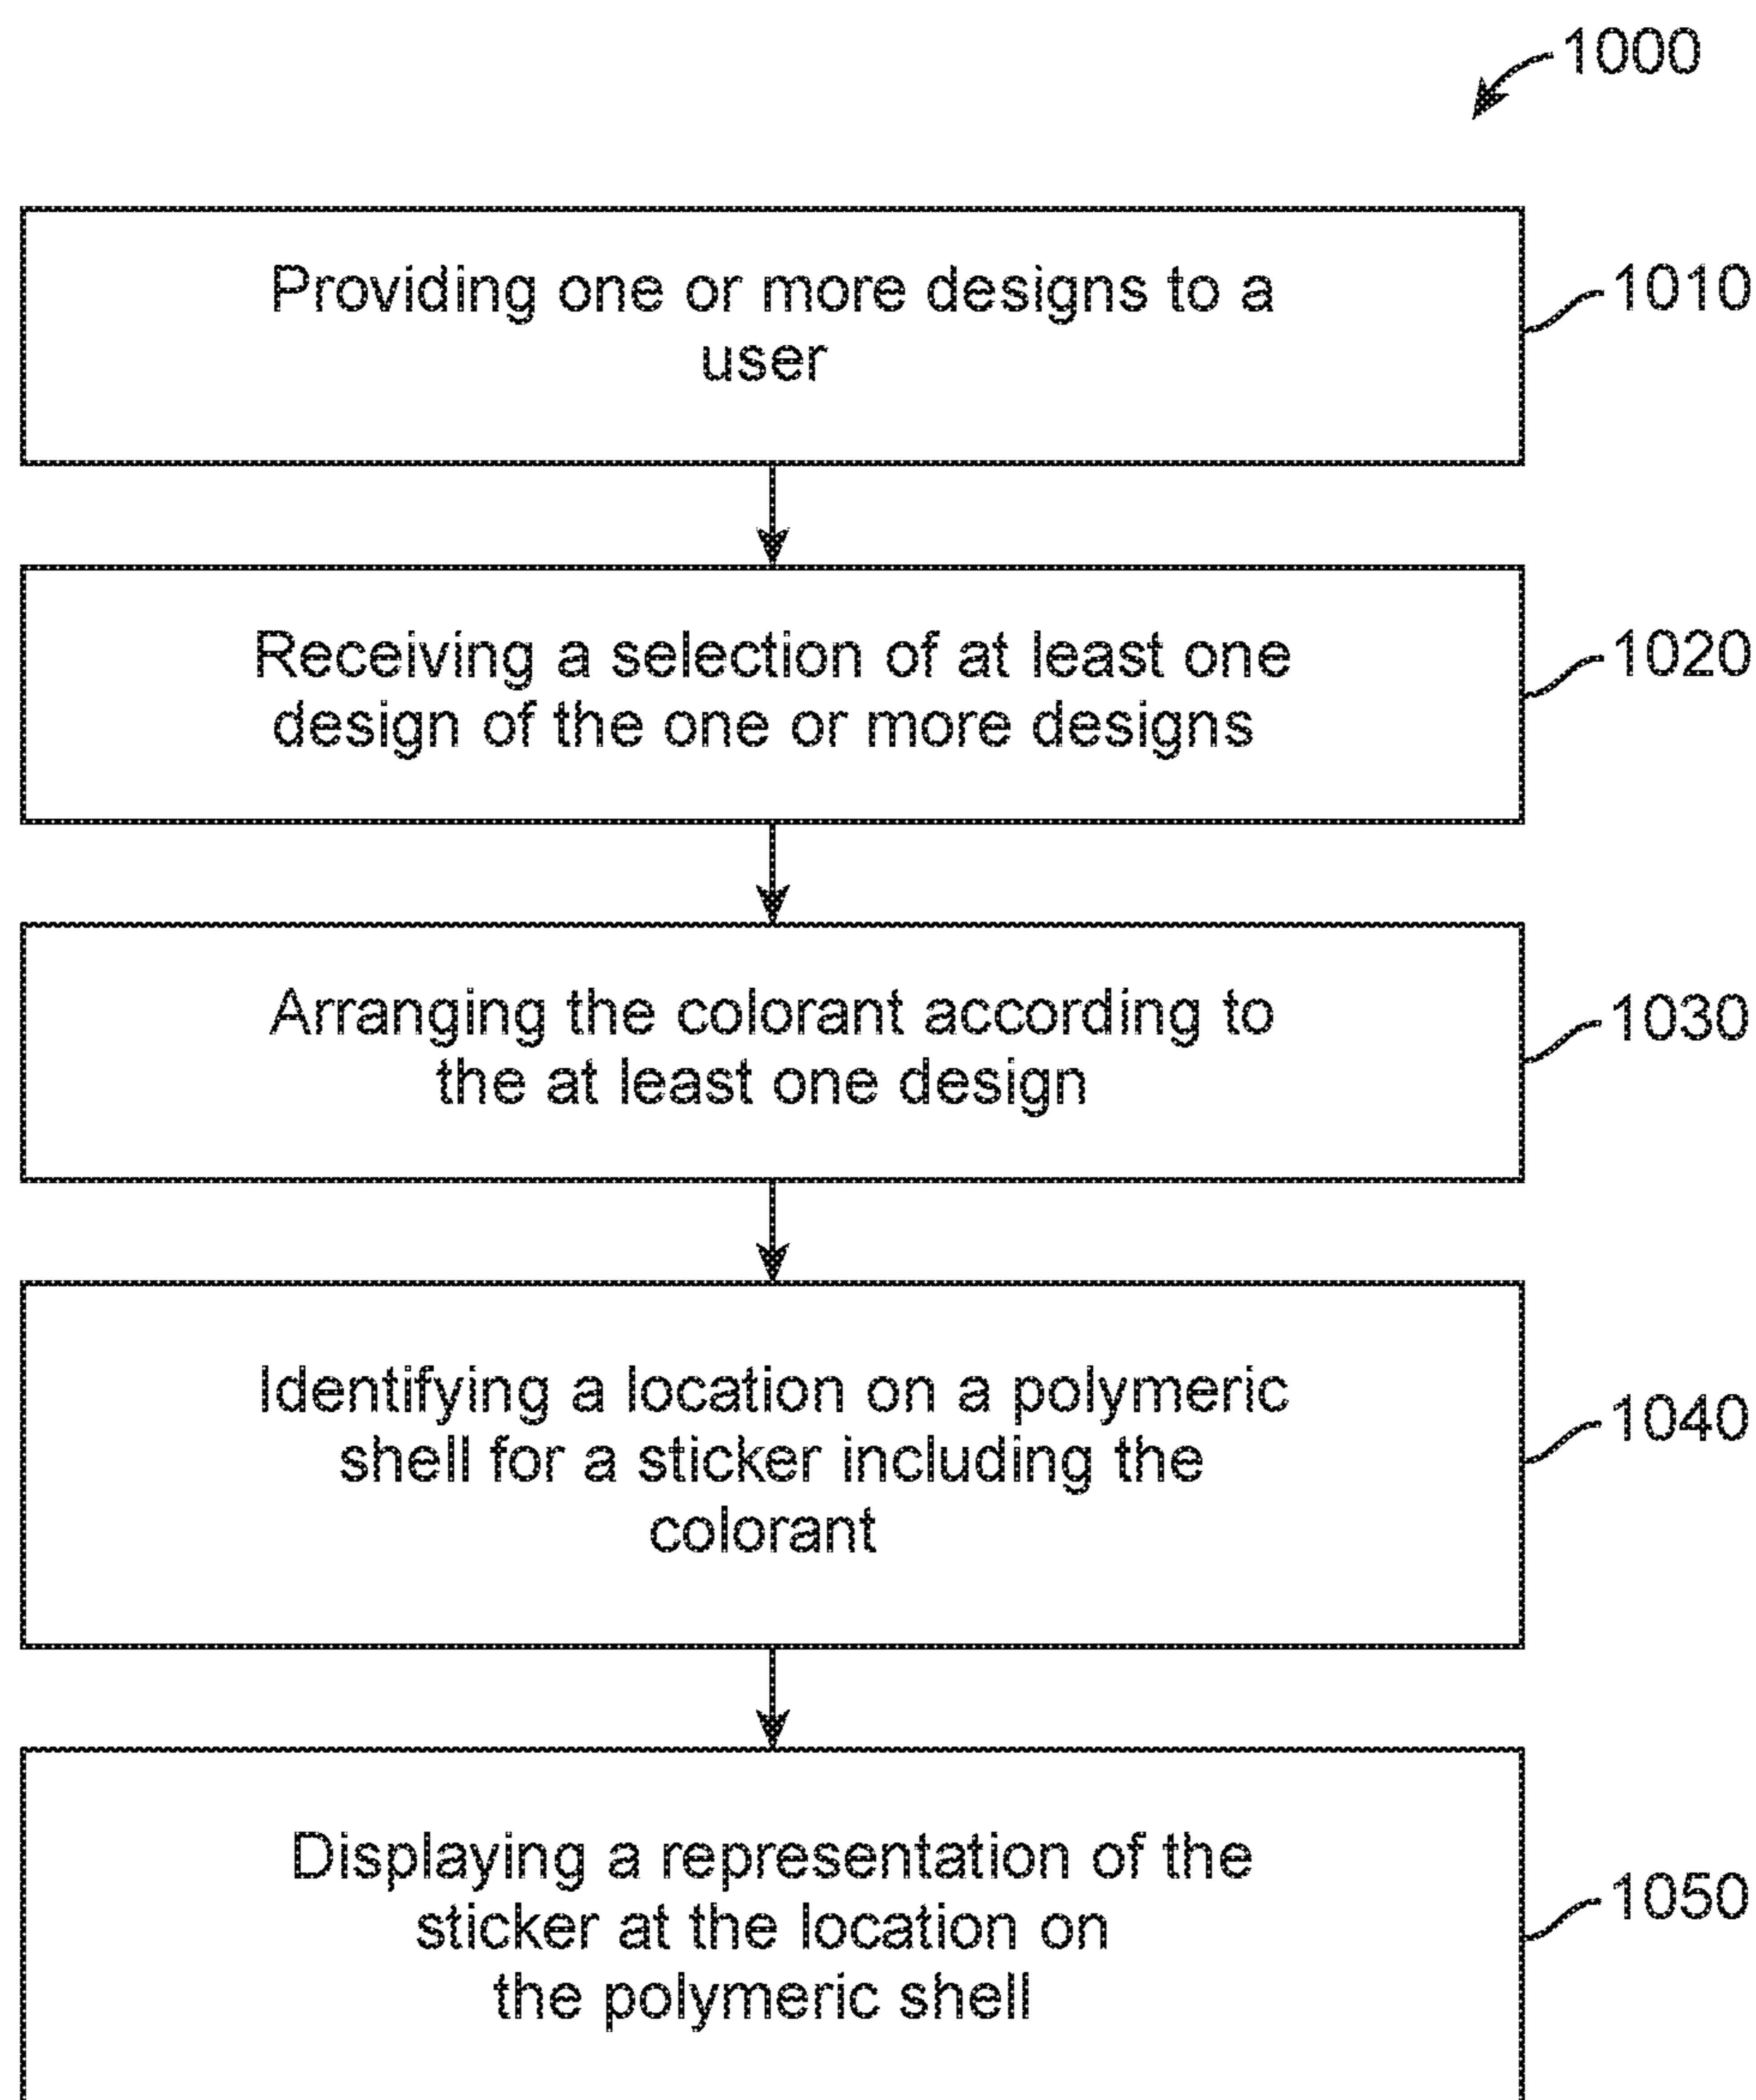 1000
Providing one or more designs to a
user
1010
Receiving a selection of at least one
design of the one or more designs
1020
Arranging the colorant according to
the at least one design
1030
Identifying a location on a polymeric
shell for a sticker including the
colorant
1040
Displaying a representation of the
sticker at the location on
the polymeric shell
1050